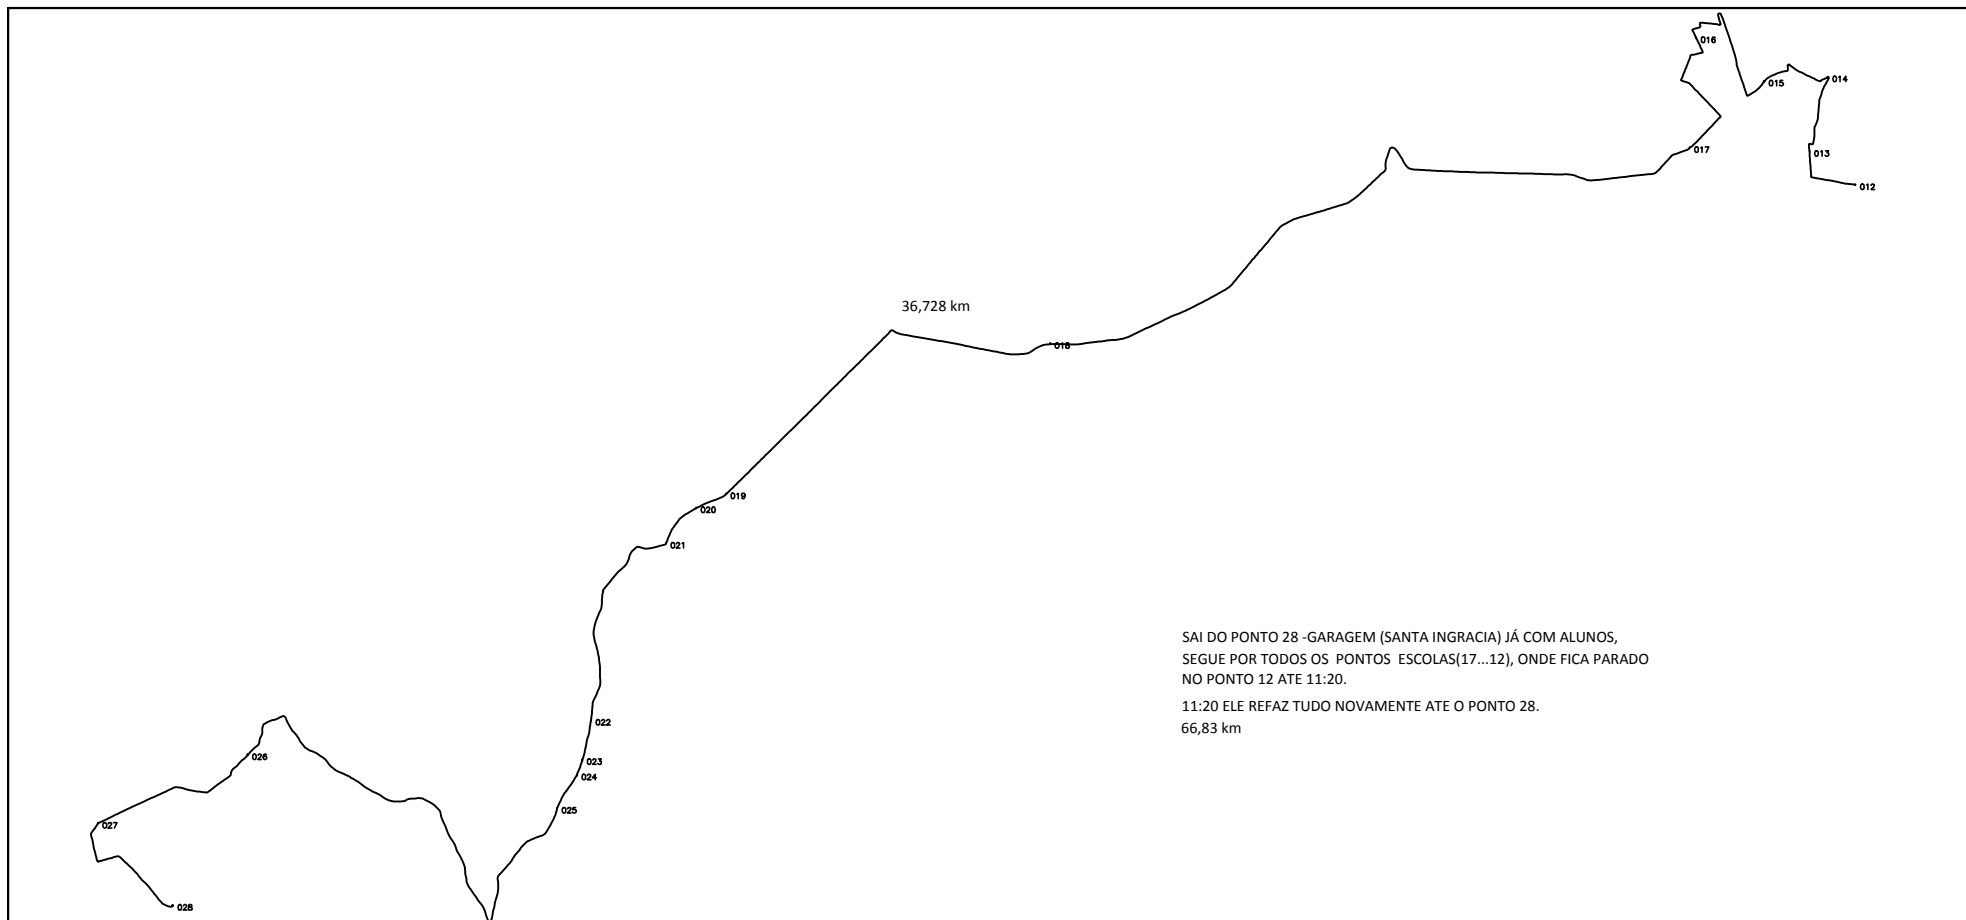 016
014
015
017
013
012
36,728 km
018
019
020
021
SAI DO PONTO 28 -GARAGEM (SANTA INGRACIA) JÁ COM ALUNOS,
SEGUE POR TODOS OS PONTOS ESCOLAS(17...12), ONDE FICA PARADO
NO PONTO 12 ATE 11:20.
11:20 ELE REFAZ TUDO NOVAMENTE ATE O PONTO 28.
66,83 km
022
026
023
024
025
027
028